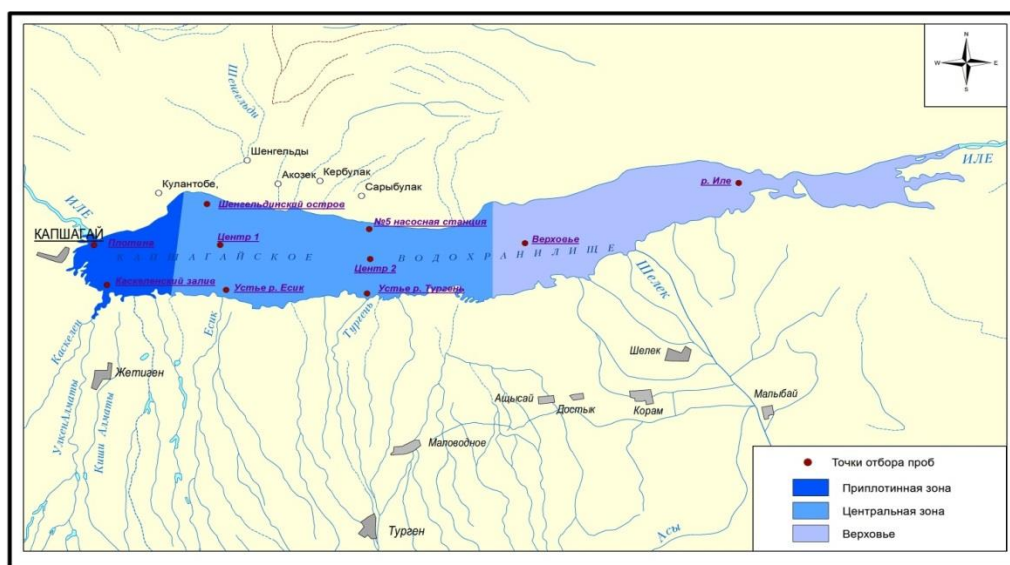 N
W E
S
Шенгельды
Шенгельды
Кулантобе,
Акозек
Кербулак
Сарыбулак
ИЛЕ
ИЛЕ
р. Иле
Шенгельдинский остров
№5 насосная станция
КАПШАГАЙ
Плотина
Центр 1
Верховье
КАПШАГАЙСКОЕ ВОДОХРАНИЛИЩЕ
Центр 2
Каскеленский залив
Устье р. Есик
Устье р. Тургень
Шелек
Каскелен
Есик
Тургень
Жетиген
УлкенАлматы
Киши Алматы
Шелек
Ащысай
Достык
Корам
Малыбай
Маловодное
Турген
Асы
Точки отбора проб
Приплотинная зона
Центральная зона
Верховье